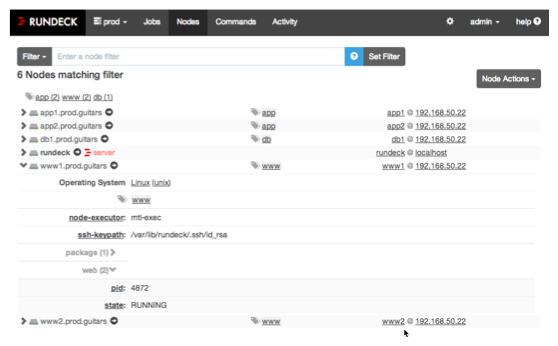 RUNDECK prod Jobs Nodes Commands Activity admin help
Filter Enter a node filter Set Filter
6 Nodes matching filter
Node Actions
app (2) www (2) db (1)
app1.prod.guitars app app1 @ 192.168.50.22
app2.prod.guitars app app2 @ 192.168.50.22
db1.prod.guitars db db1 @ 192.168.50.22
rundeck server rundeck @ localhost
www1.prod.guitars www www1 @ 192.168.50.22
Operating System Linux (unix)
www
node-executor: mtl-exec
ssh-keypath: /var/lib/rundeck/.ssh/id_rsa
package (1)
web (2)
pid: 4872
state: RUNNING
www2.prod.guitars www www2 @ 192.168.50.22